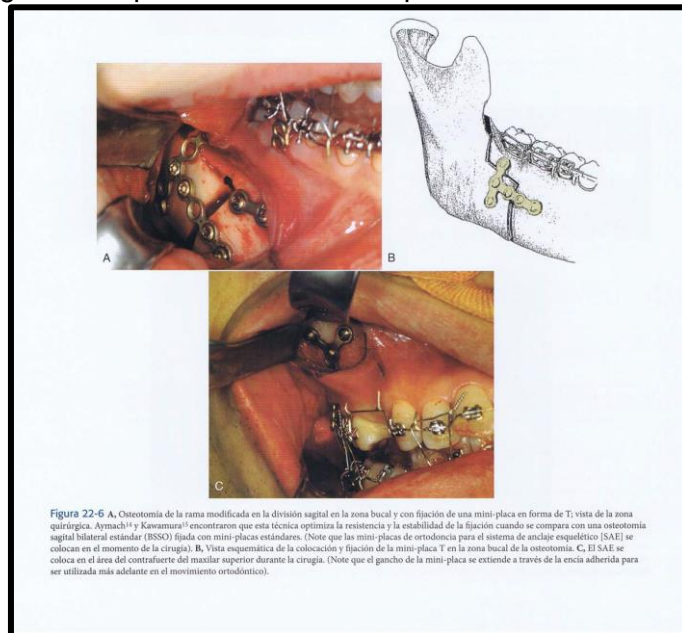 A
B
C
Figura 22-6 A, Osteotomía de la rama modificada en la división sagital en la zona bucal y con fijación de una mini-placa en forma de T; vista de la zona
quirúrgica. Aymach¹⁴ y Kawamura¹⁵ encontraron que esta técnica optimiza la resistencia y la estabilidad de la fijación cuando se compara con una osteotomía
sagital bilateral estándar (BSSO) fijada con mini-placas estándares. (Note que las mini-placas de ortodoncia para el sistema de anclaje esquelético [SAE] se
colocan en el momento de la cirugía). B, Vista esquemática de la colocación y fijación de la mini-placa T en la zona bucal de la osteotomía. C, El SAE se
coloca en el área del contrafuerte del maxilar superior durante la cirugía. (Note que el gancho de la mini-placa se extiende a través de la encía adherida para
ser utilizada más adelante en el movimiento ortodóntico).